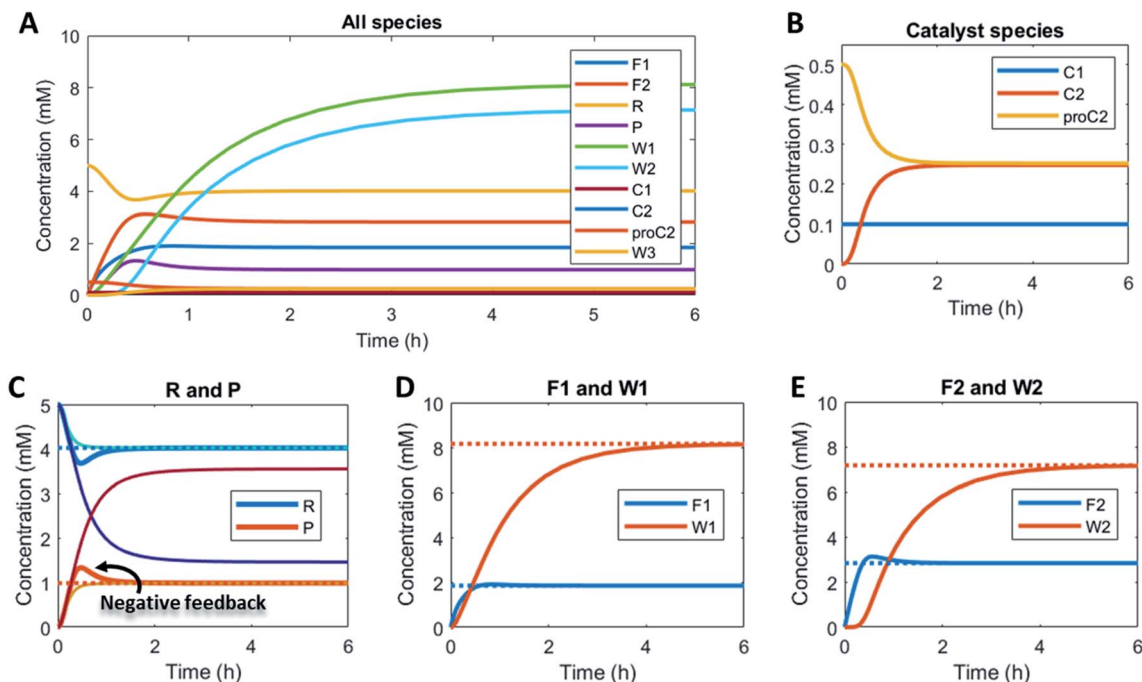 A
All species
Concentration (mM)
10
8
6
4
2
0
F1
F2
R
P
W1
W2
C1
C2
proC2
W3
0 1 2 3 4 5 6
Time (h)
B
Catalyst species
Concentration (mM)
0.5
0.4
0.3
0.2
0.1
0
C1
C2
proC2
0 2 4 6
Time (h)
C
R and P
Concentration (mM)
5
4
3
2
1
0
R
P
Negative feedback
0 2 4 6
Time (h)
D
F1 and W1
Concentration (mM)
10
8
6
4
2
0
F1
W1
0 2 4 6
Time (h)
E
F2 and W2
Concentration (mM)
10
8
6
4
2
0
F2
W2
0 2 4 6
Time (h)